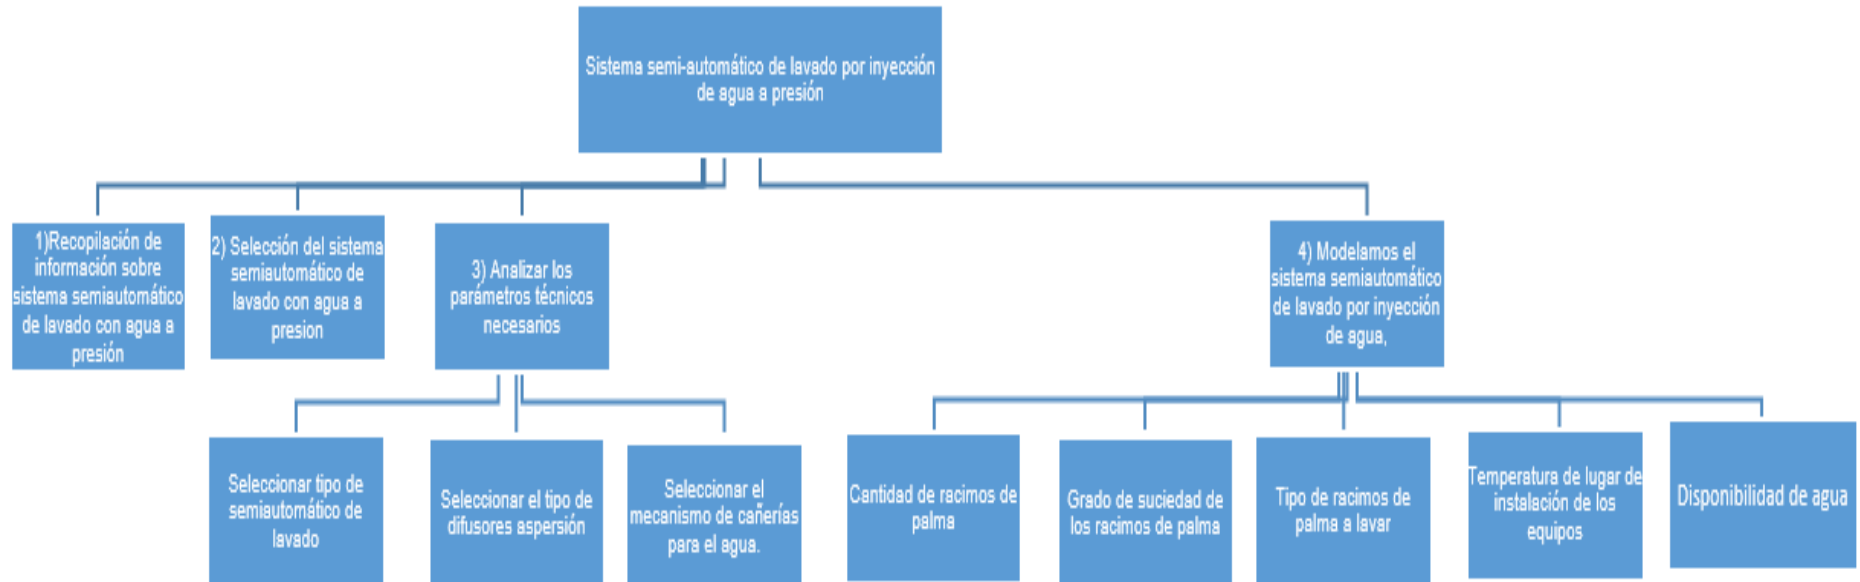 Sistema semi-automático de lavado por inyección
de agua a presión
1)Recopilación de
información sobre
sistema semiautomático
de lavado con agua a
presión
2) Selección del sistema
semiautomático de
lavado con agua a
presion
3) Analizar los
parámetros técnicos
necesarios
4) Modelamos el
sistema semiautomático
de lavado por inyección
de agua,
Seleccionar tipo de
semiautomático de
lavado
Seleccionar el tipo de
difusores aspersión
Seleccionar el
mecanismo de cañerías
para el agua.
Cantidad de racimos de
palma
Grado de suciedad de
los racimos de palma
Tipo de racimos de
palma a lavar
Temperatura de lugar de
instalación de los
equipos
Disponibilidad de agua